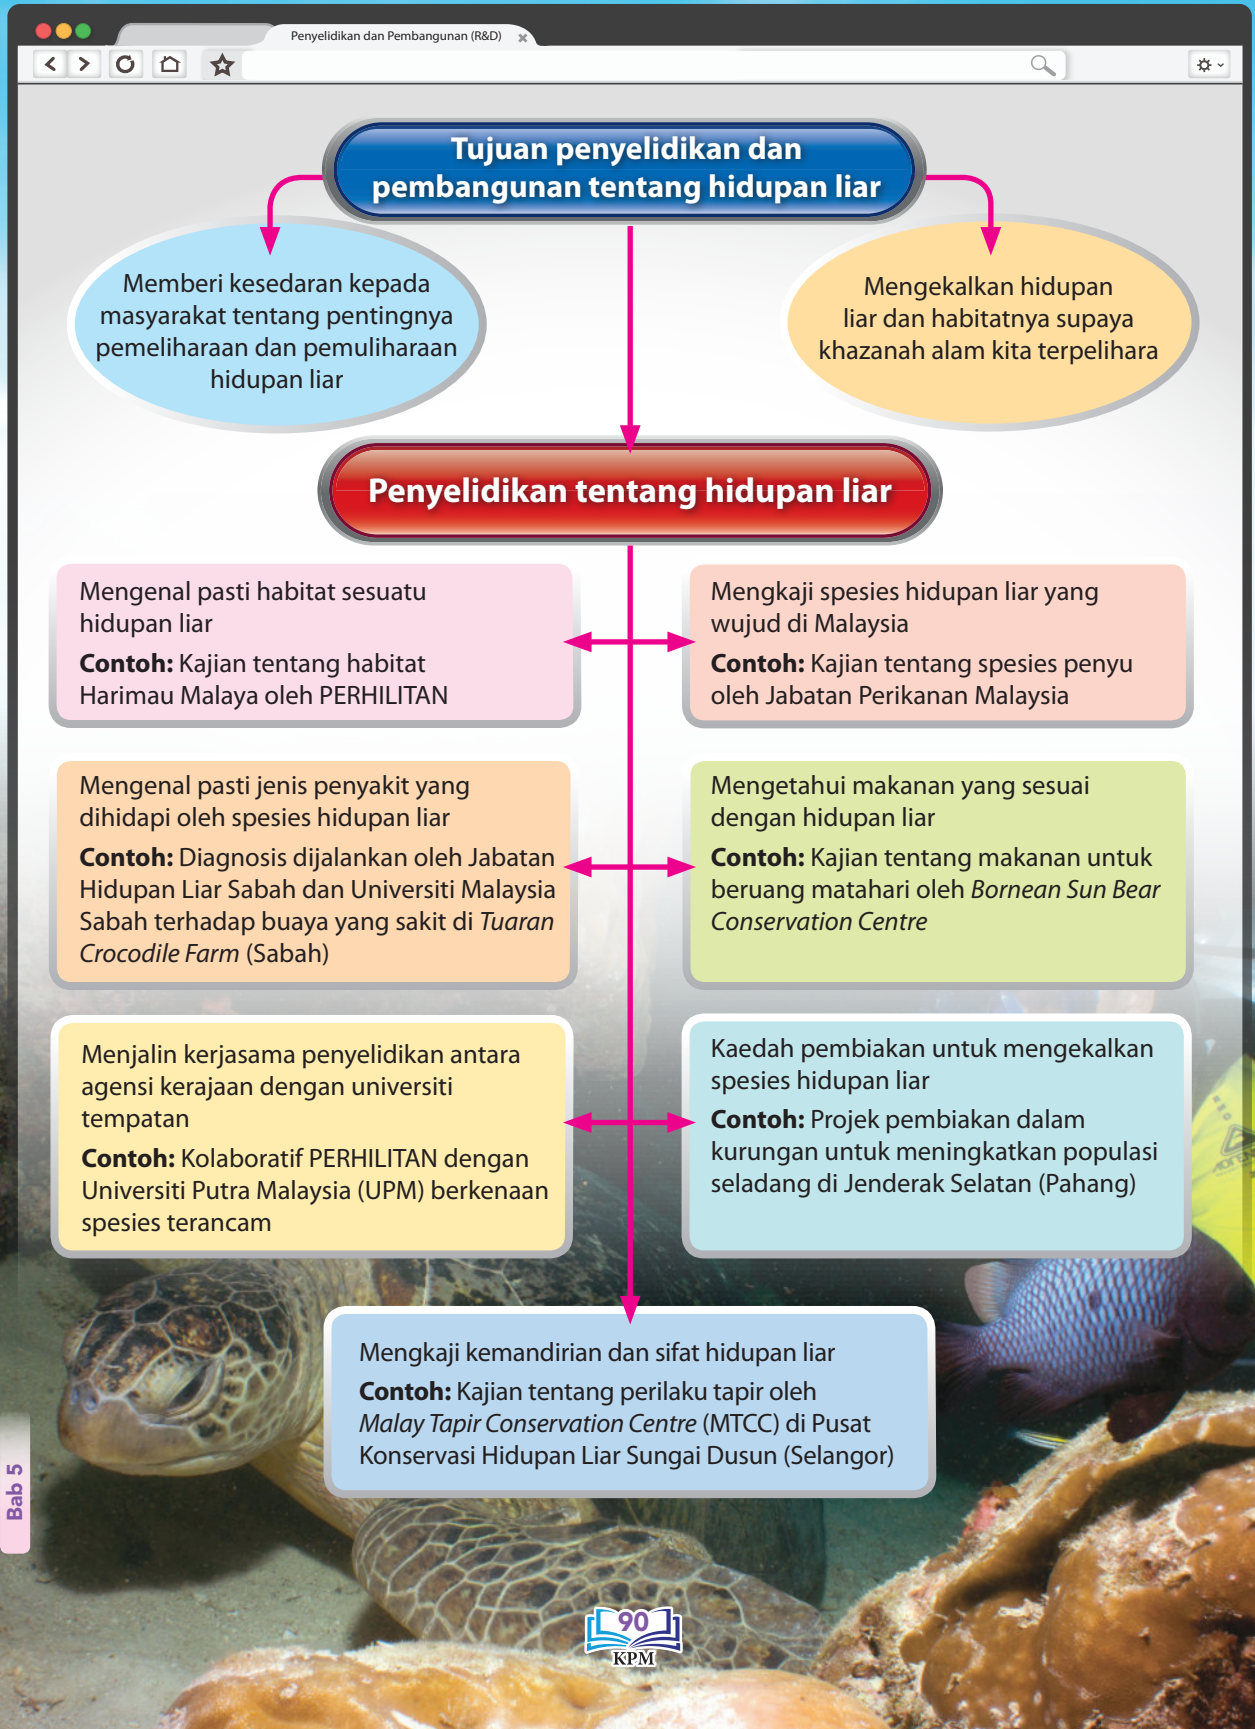 Penyelidikan dan Pembangunan (R&D)
Tujuan penyelidikan dan
pembangunan tentang hidupan liar
Memberi kesedaran kepada
masyarakat tentang pentingnya
pemeliharaan dan pemuliharaan
hidupan liar
Mengekalkan hidupan
liar dan habitatnya supaya
khazanah alam kita terpelihara
Penyelidikan tentang hidupan liar
Mengenal pasti habitat sesuatu
hidupan liar
Contoh: Kajian tentang habitat
Harimau Malaya oleh PERHILITAN
Mengkaji spesies hidupan liar yang
wujud di Malaysia
Contoh: Kajian tentang spesies penyu
oleh Jabatan Perikanan Malaysia
Mengenal pasti jenis penyakit yang
dihidapi oleh spesies hidupan liar
Contoh: Diagnosis dijalankan oleh Jabatan
Hidupan Liar Sabah dan Universiti Malaysia
Sabah terhadap buaya yang sakit di Tuaran
Crocodile Farm (Sabah)
Mengetahui makanan yang sesuai
dengan hidupan liar
Contoh: Kajian tentang makanan untuk
beruang matahari oleh Bornean Sun Bear
Conservation Centre
Menjalin kerjasama penyelidikan antara
agensi kerajaan dengan universiti
tempatan
Contoh: Kolaboratif PERHILITAN dengan
Universiti Putra Malaysia (UPM) berkenaan
spesies terancam
Kaedah pembiakan untuk mengekalkan
spesies hidupan liar
Contoh: Projek pembiakan dalam
kurungan untuk meningkatkan populasi
seladang di Jenderak Selatan (Pahang)
Mengkaji kemandirian dan sifat hidupan liar
Contoh: Kajian tentang perilaku tapir oleh
Malay Tapir Conservation Centre (MTCC) di Pusat
Konservasi Hidupan Liar Sungai Dusun (Selangor)
Bab 5
90
KPM